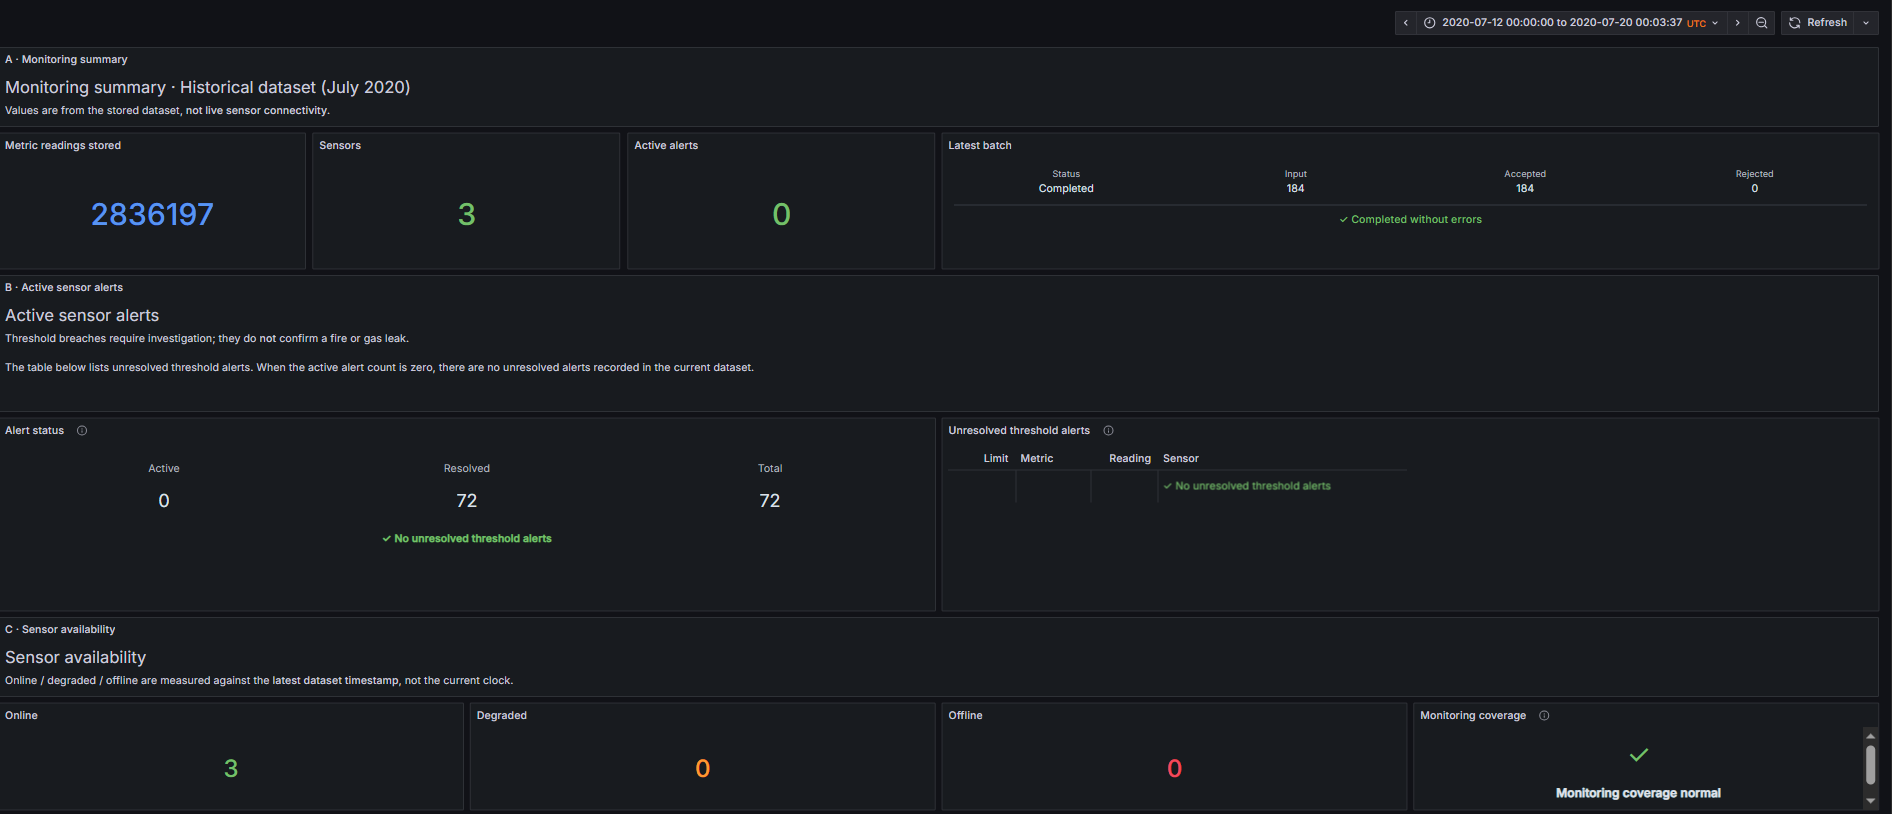 2020-07-12 00:00:00 to 2020-07-20 00:03:37 UTC
Refresh
A · Monitoring summary
Monitoring summary · Historical dataset (July 2020)
Values are from the stored dataset, not live sensor connectivity.
Metric readings stored
2836197
Sensors
3
Active alerts
0
Latest batch
Status Input Accepted Rejected
Completed 184 184 0
✓ Completed without errors
B · Active sensor alerts
Active sensor alerts
Threshold breaches require investigation; they do not confirm a fire or gas leak.
The table below lists unresolved threshold alerts. When the active alert count is zero, there are no unresolved alerts recorded in the current dataset.
Alert status
Active Resolved Total
0 72 72
✓ No unresolved threshold alerts
Unresolved threshold alerts
Limit Metric Reading Sensor
✓ No unresolved threshold alerts
C · Sensor availability
Sensor availability
Online / degraded / offline are measured against the latest dataset timestamp, not the current clock.
Online
3
Degraded
0
Offline
0
Monitoring coverage
✓
Monitoring coverage normal